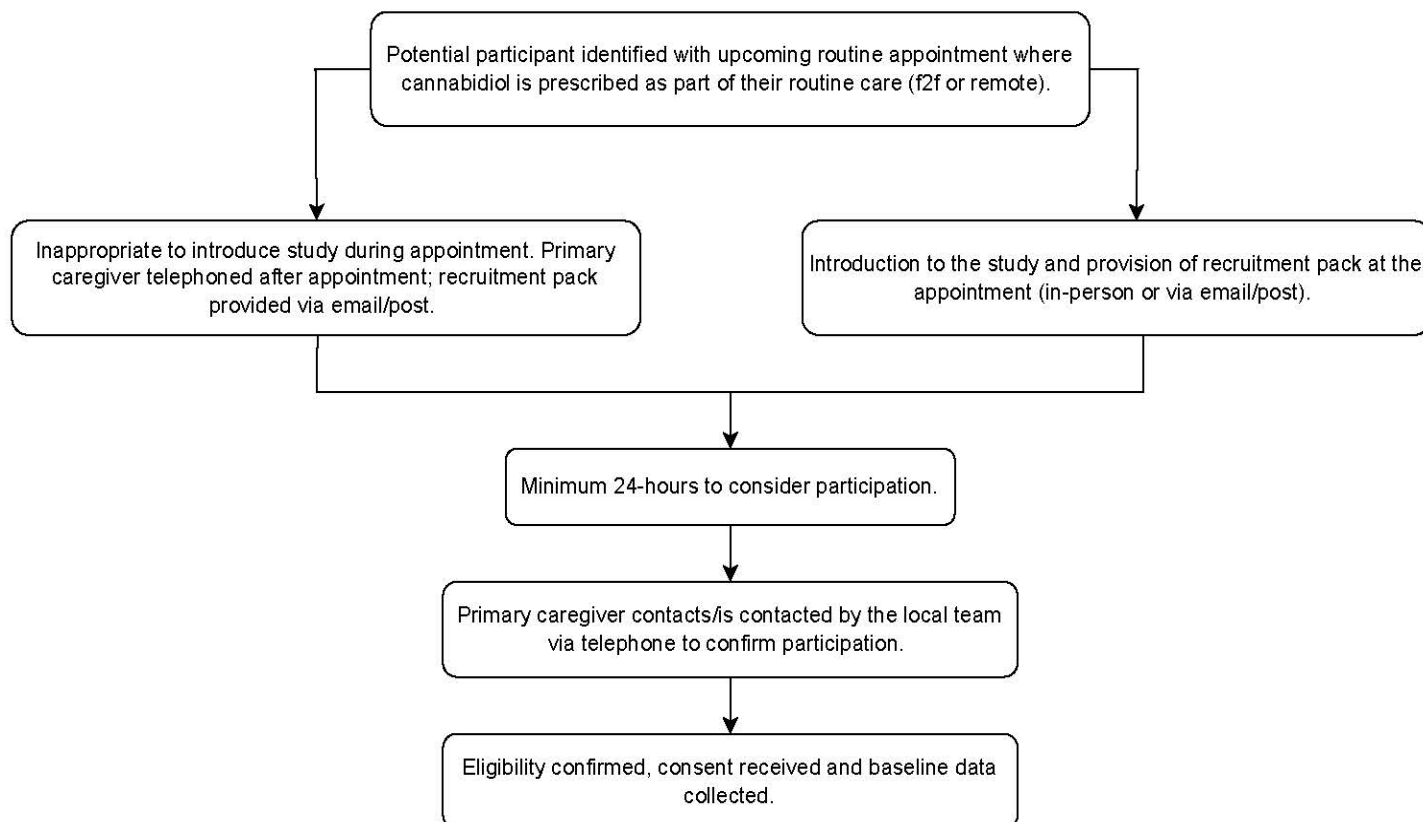 Potential participant identified with upcoming routine appointment where
cannabidiol is prescribed as part of their routine care (f2f or remote).
Inappropriate to introduce study during appointment. Primary
caregiver telephoned after appointment; recruitment pack
provided via email/post.
Introduction to the study and provision of recruitment pack at the
appointment (in-person or via email/post).
Minimum 24-hours to consider participation.
Primary caregiver contacts/is contacted by the local team
via telephone to confirm participation.
Eligibility confirmed, consent received and baseline data
collected.